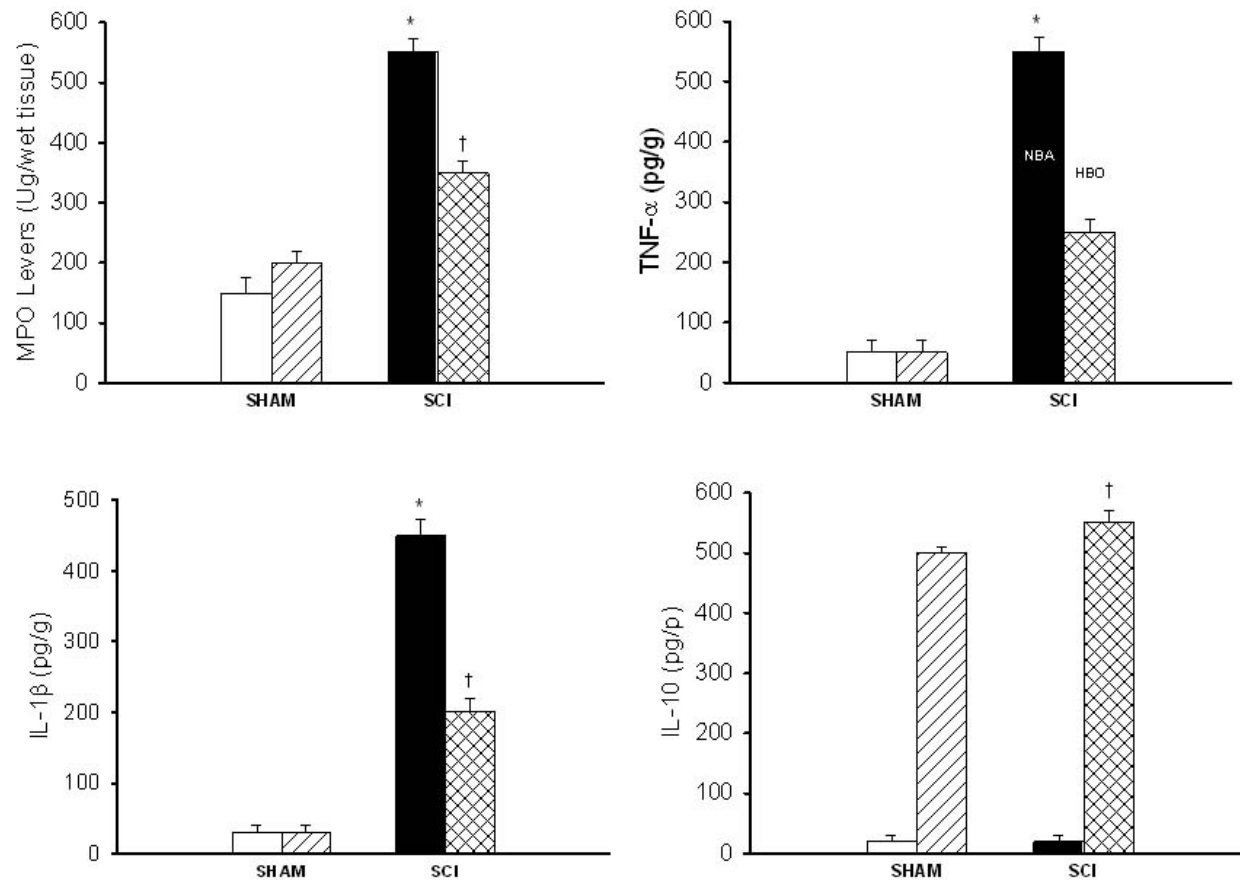 MPO Levers (Ug/wet tissue)
600
500
400
300
200
100
0
*
†
SHAM
SCI
TNF-α (pg/g)
600
500
400
300
200
100
0
*
NBA
HBO
SHAM
SCI
IL-1β (pg/g)
500
400
300
200
100
0
*
†
SHAM
SCI
IL-10 (pg/p)
600
500
400
300
200
100
0
†
SHAM
SCI